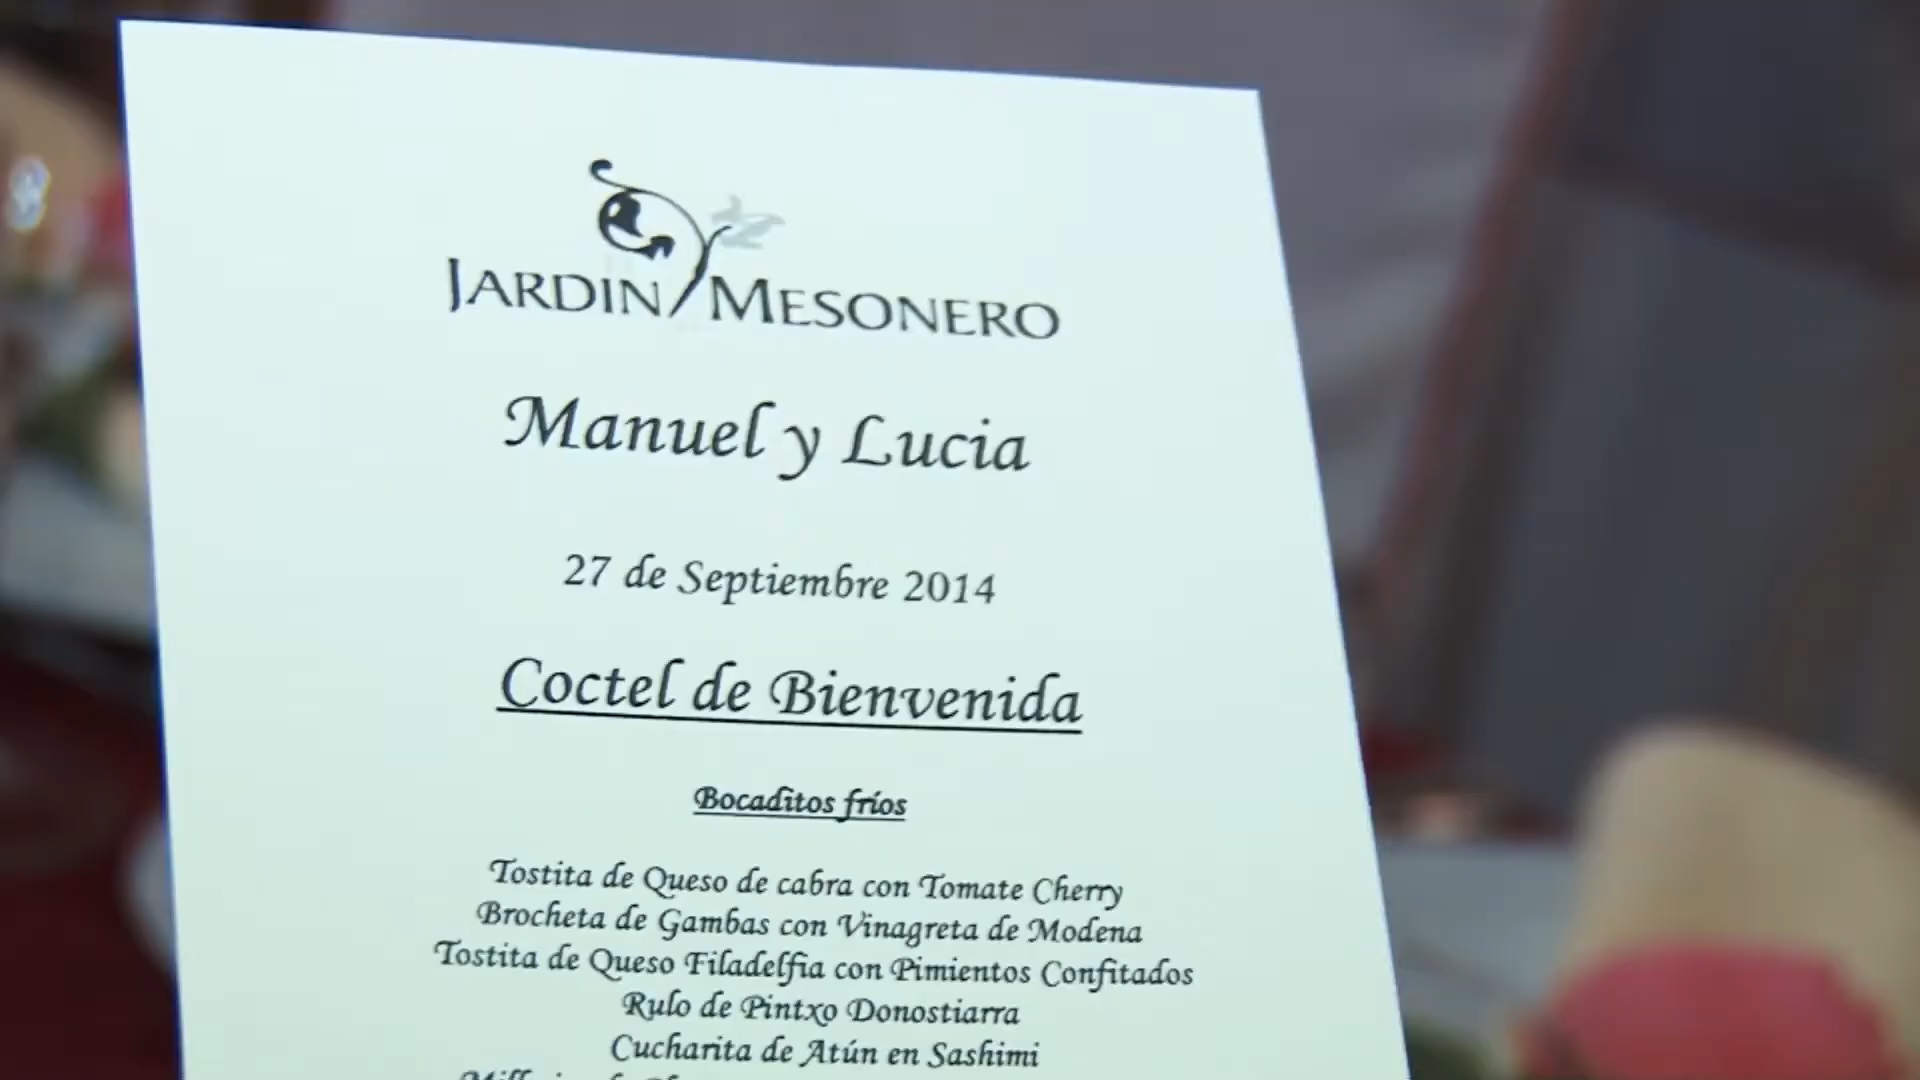 JARDIN MESONERO
Manuel y Lucia
27 de Septiembre 2014
Coctel de Bienvenida
Bocaditos fríos
Tostita de Queso de cabra con Tomate Cherry
Brocheta de Gambas con Vinagreta de Modena
Tostita de Queso Filadelfia con Pimientos Confitados
Rulo de Pintxo Donostiarra
Cucharita de Atún en Sashimi